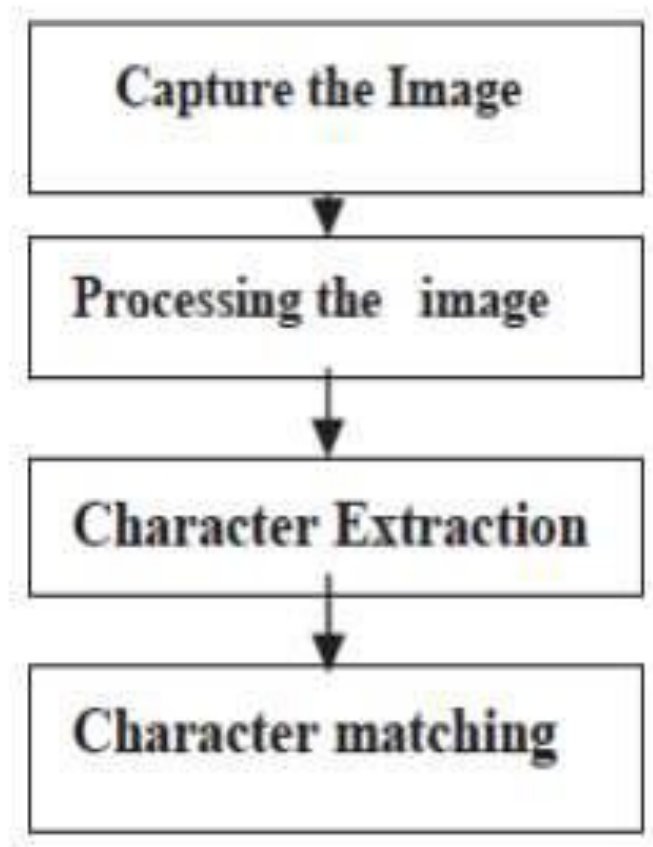 Capture the Image
Processing the image
Character Extraction
Character matching